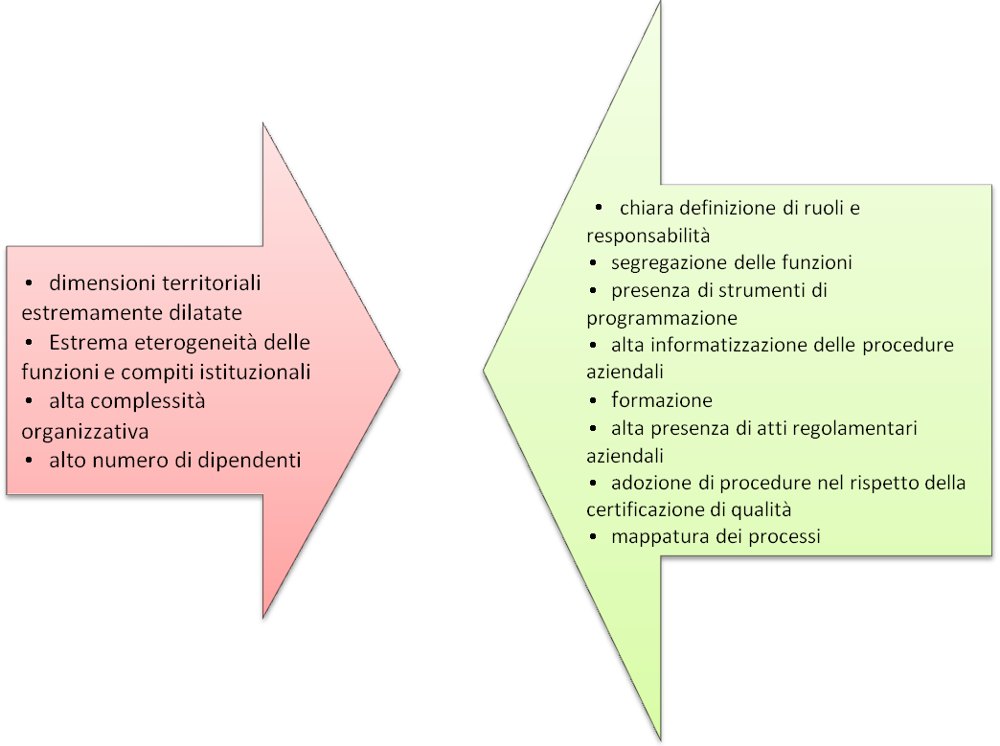 • dimensioni territoriali
estremamente dilatate
• Estrema eterogeneità delle
funzioni e compiti istituzionali
• alta complessità
organizzativa
• alto numero di dipendenti
• chiara definizione di ruoli e
responsabilità
• segregazione delle funzioni
• presenza di strumenti di
programmazione
• alta informatizzazione delle procedure
aziendali
• formazione
• alta presenza di atti regolamentari
aziendali
• adozione di procedure nel rispetto della
certificazione di qualità
• mappatura dei processi